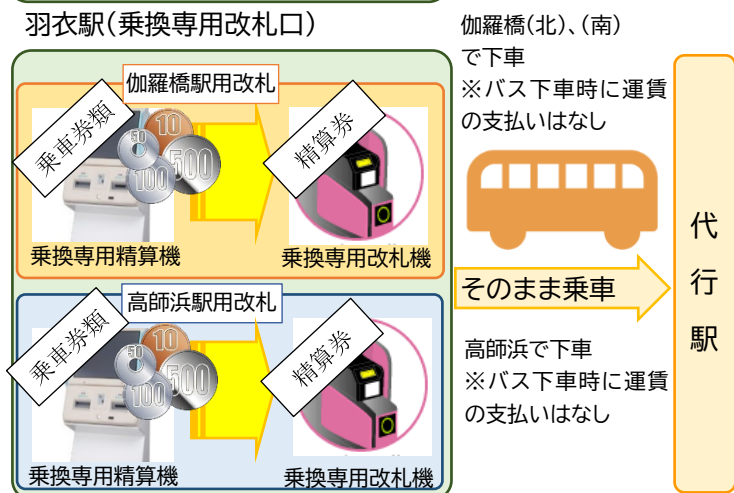 羽衣駅(乗換専用改札口)
伽羅橋駅用改札
乗車券類
10
50
100
500
精算券
乗換専用精算機
乗換専用改札機
高師浜駅用改札
乗車券類
10
50
100
500
精算券
乗換専用精算機
乗換専用改札機
伽羅橋(北)、(南)
で下車
※バス下車時に運賃
の支払いはなし
そのまま乗車
高師浜で下車
※バス下車時に運賃
の支払いはなし
代
行
駅